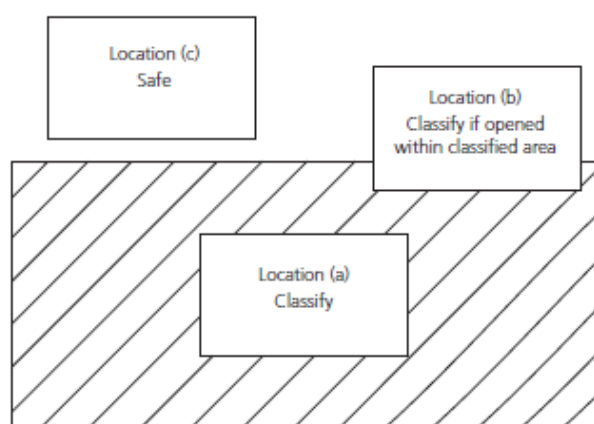 Location (c)
Safe
Location (b)
Classify if opened
within classified area
Location (a)
Classify